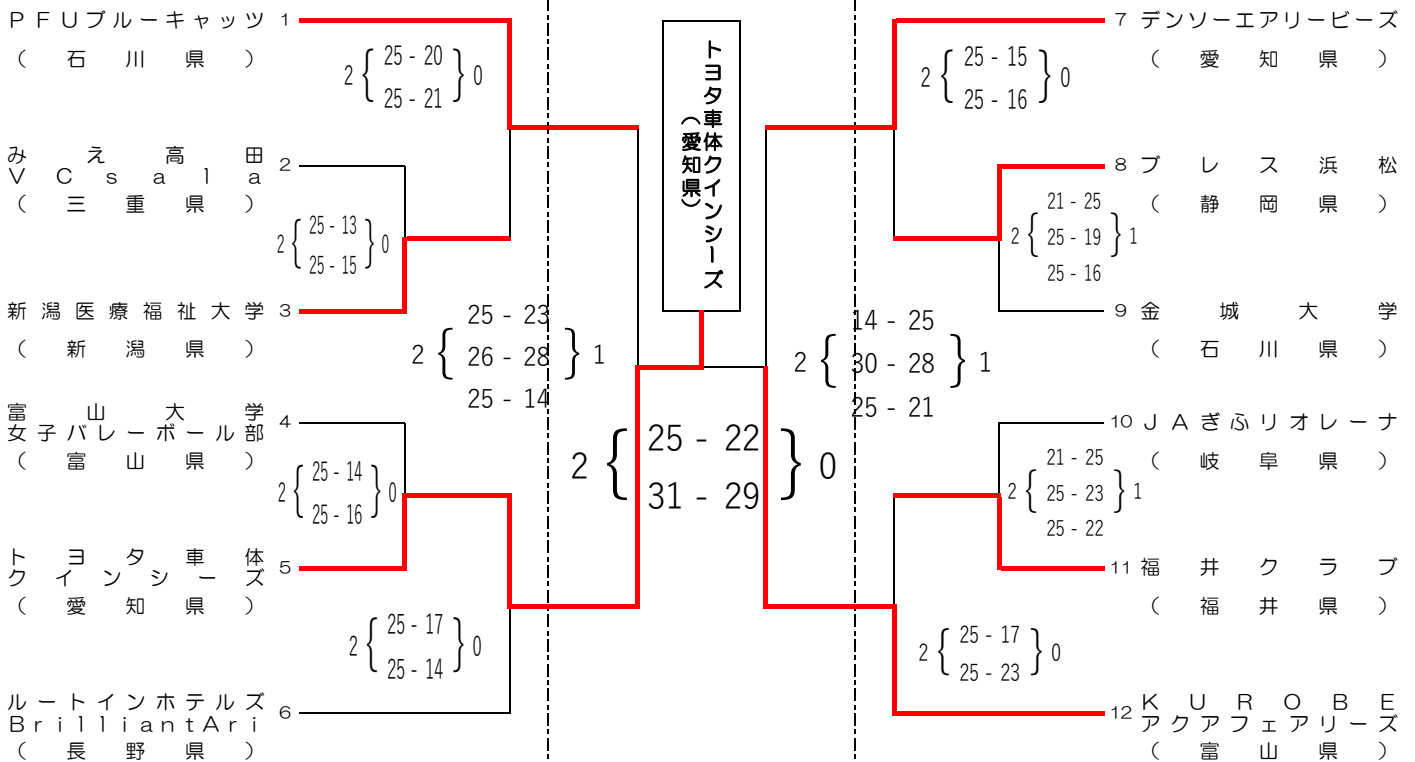 PFUブルーキャッツ 1
(石川県)
2 { 25 - 20 } 0
25 - 21
みえ高田 2
VCsala
(三重県)
2 { 25 - 13 } 0
25 - 15
新潟医療福祉大学 3
(新潟県)
25 - 23
2 { 26 - 28 } 1
25 - 14
富山大学 4
女子バレーボール部
(富山県)
2 { 25 - 14 } 0
25 - 16
トヨタ車体 5
クインシーズ
(愛知県)
2 { 25 - 17 } 0
25 - 14
ルートインホテルズ 6
BrilliantAri
(長野県)
トヨタ車体クインシーズ
(愛知県)
2 { 25 - 22 } 0
31 - 29
7 デンソーエアリービーズ
(愛知県)
2 { 25 - 15 } 0
25 - 16
8 ブレス浜松
(静岡県)
21 - 25
2 { 25 - 19 } 1
25 - 16
9 金城大学
(石川県)
14 - 25
2 { 30 - 28 } 1
25 - 21
10 JAぎふリオレーナ
(岐阜県)
21 - 25
2 { 25 - 23 } 1
25 - 22
11 福井クラブ
(福井県)
2 { 25 - 17 } 0
25 - 23
12 KUROBE
アクアフェアリーズ
(富山県)